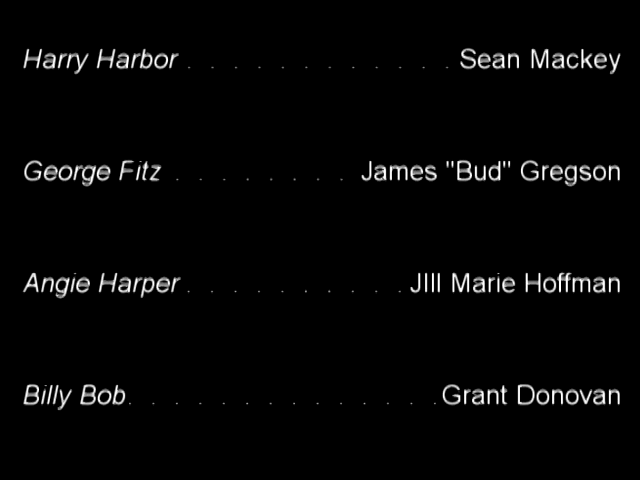 Harry Harbor . . . . . . . . . . . . Sean Mackey
George Fitz . . . . . . . . James "Bud" Gregson
Angie Harper . . . . . . . . . . JIll Marie Hoffman
Billy Bob. . . . . . . . . . . . . . Grant Donovan